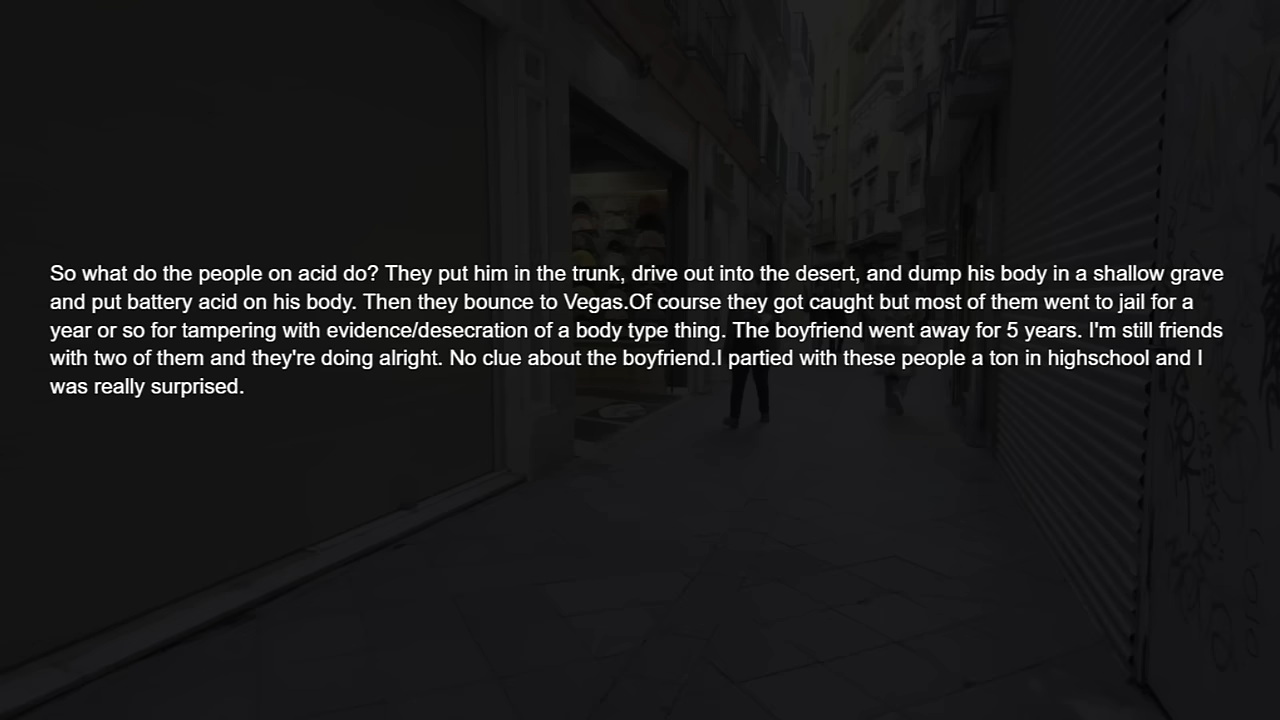 So what do the people on acid do? They put him in the trunk, drive out into the desert, and dump his body in a shallow grave
and put battery acid on his body. Then they bounce to Vegas.Of course they got caught but most of them went to jail for a
year or so for tampering with evidence/desecration of a body type thing. The boyfriend went away for 5 years. I'm still friends
with two of them and they're doing alright. No clue about the boyfriend.I partied with these people a ton in highschool and I
was really surprised.